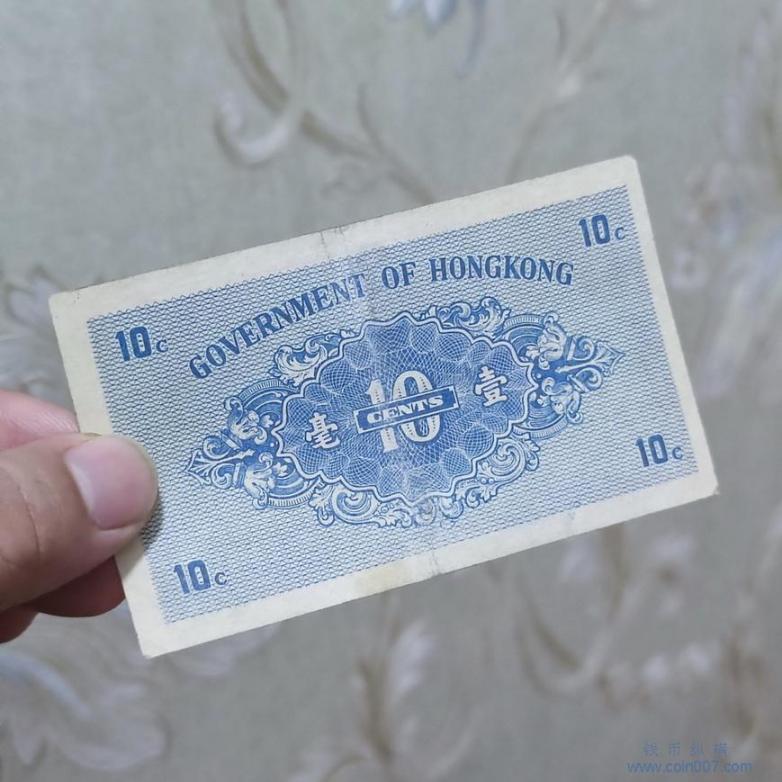 10c
10c
GOVERNMENT OF HONGKONG
毫 10 壹
CENTS
10c
10c
钱币纵横
www.coin007.com